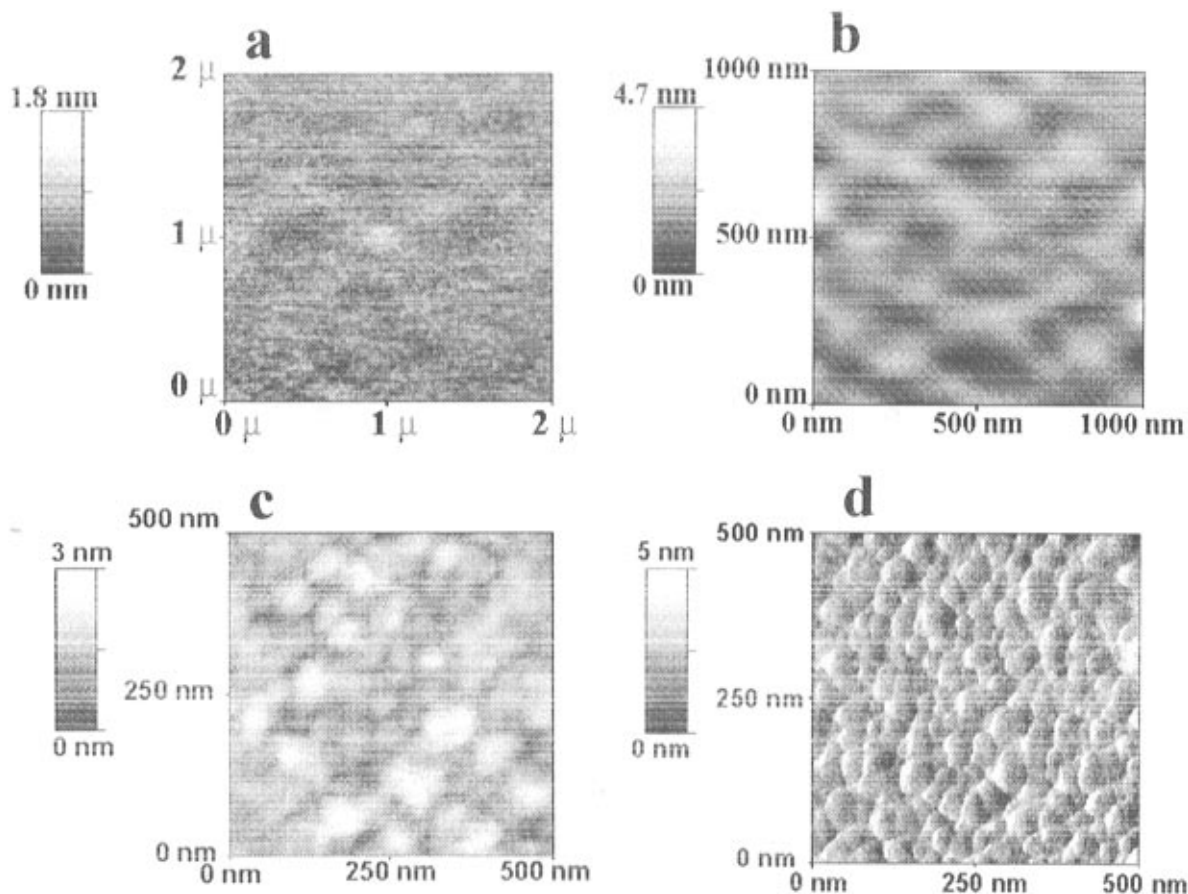 a
2 μ
1.8 nm
1 μ
0 nm
0 μ
0 μ 1 μ 2 μ
b
1000 nm
4.7 nm
500 nm
0 nm
0 nm
0 nm 500 nm 1000 nm
c
500 nm
3 nm
250 nm
0 nm
0 nm
0 nm 250 nm 500 nm
d
500 nm
5 nm
250 nm
0 nm
0 nm
0 nm 250 nm 500 nm